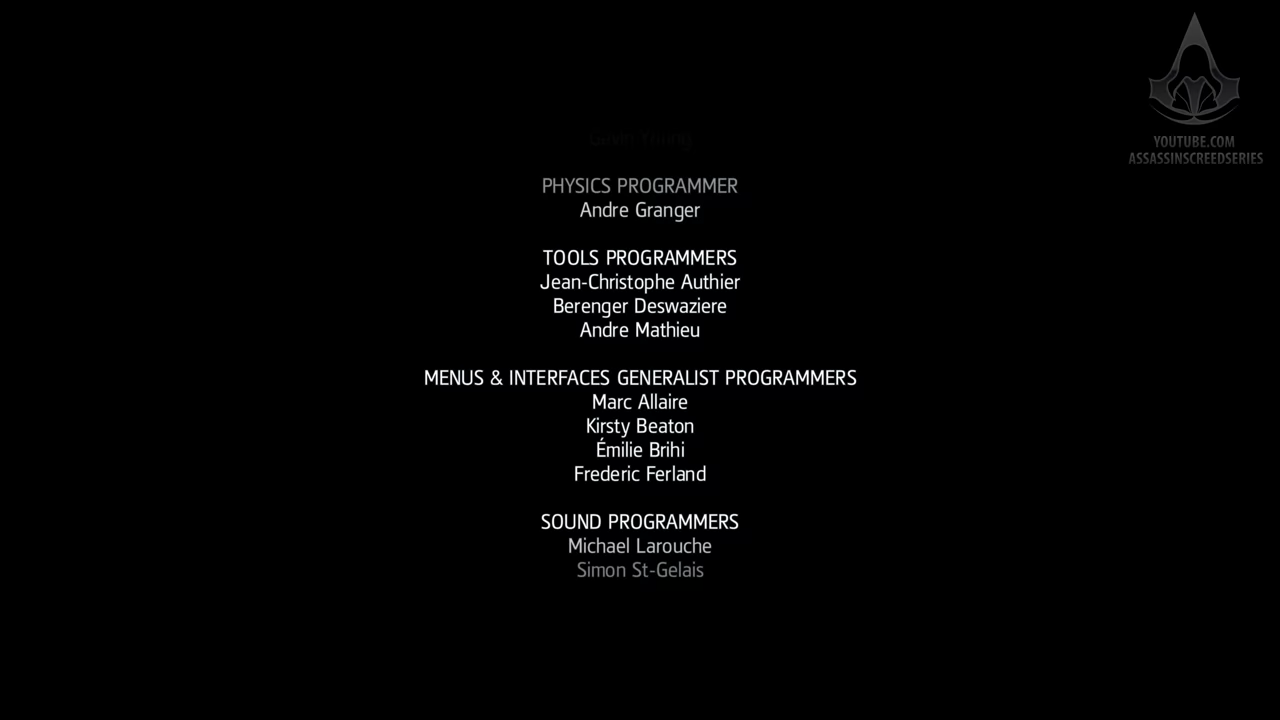 YOUTUBE.COM
ASSASSINSCREEDSERIES
PHYSICS PROGRAMMER
Andre Granger
TOOLS PROGRAMMERS
Jean-Christophe Authier
Berenger Deswaziere
Andre Mathieu
MENUS & INTERFACES GENERALIST PROGRAMMERS
Marc Allaire
Kirsty Beaton
Émilie Brihi
Frederic Ferland
SOUND PROGRAMMERS
Michael Larouche
Simon St-Gelais